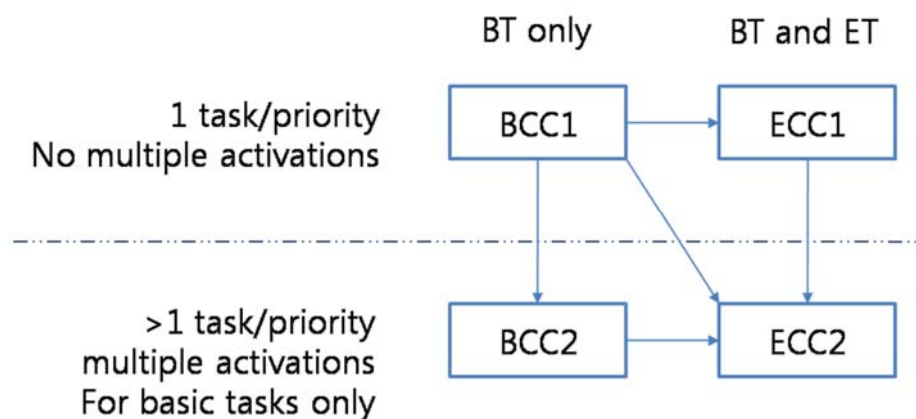 BT only
BT and ET
1 task/priority
No multiple activations
BCC1
ECC1
>1 task/priority
multiple activations
For basic tasks only
BCC2
ECC2